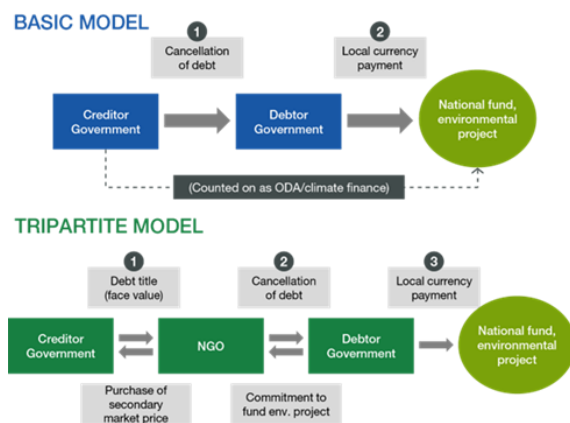 BASIC MODEL
1
2
Cancellation
of debt
Local currency
payment
Creditor
Government
Debtor
Government
National fund,
environmental
project
(Counted on as ODA/climate finance)
TRIPARTITE MODEL
1
2
3
Debt title
(face value)
Cancellation
of debt
Local currency
payment
Creditor
Government
NGO
Debtor
Government
National fund,
environmental
project
Purchase of
secondary
market price
Commitment to
fund env. project